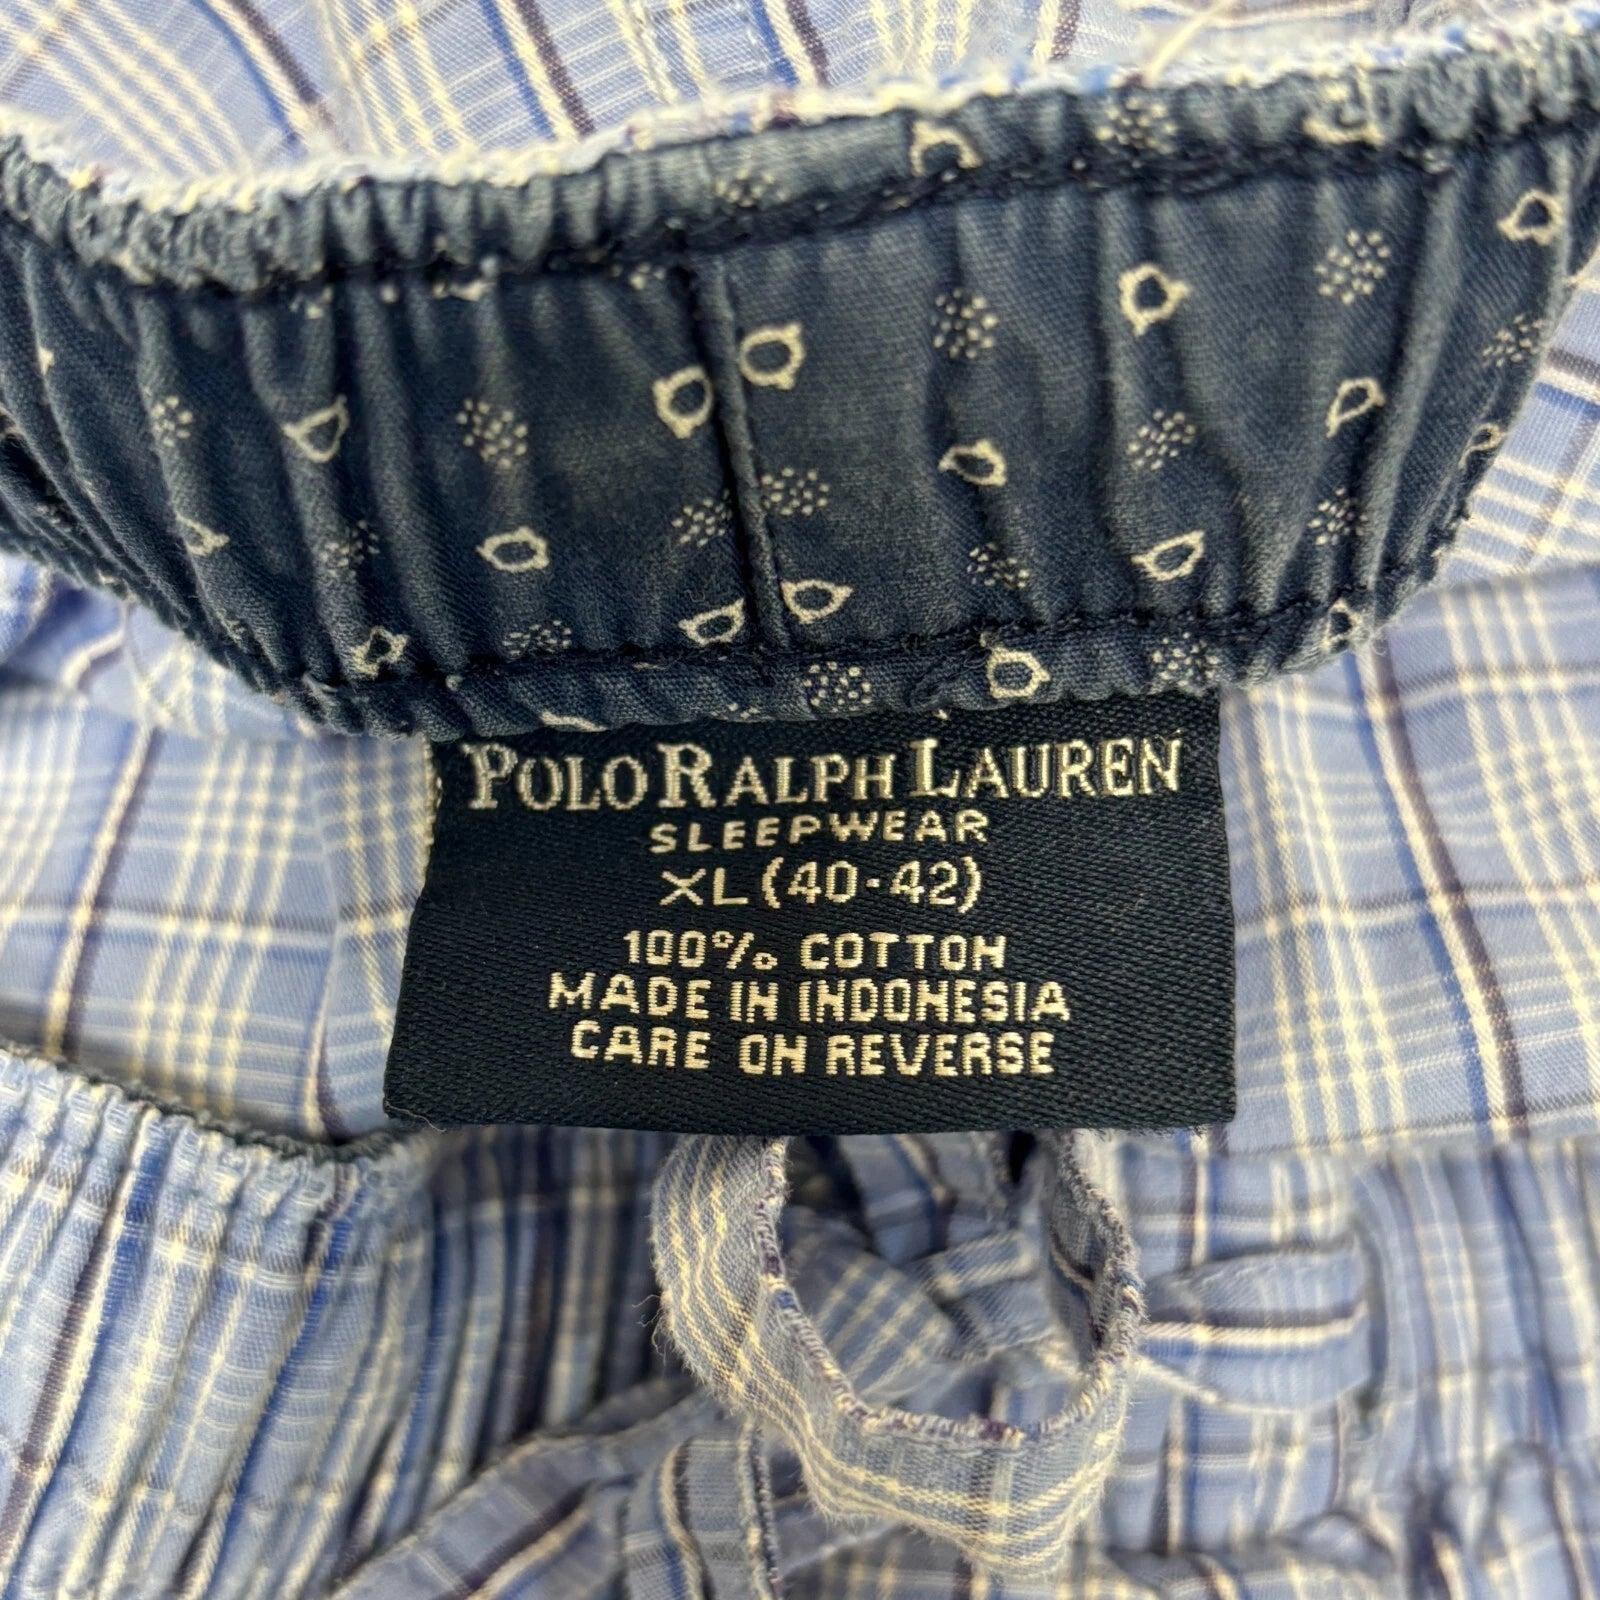 POLO RALPH LAUREN
SLEEPWEAR
XL (40-42)
100% COTTON
MADE IN INDONESIA
CARE ON REVERSE